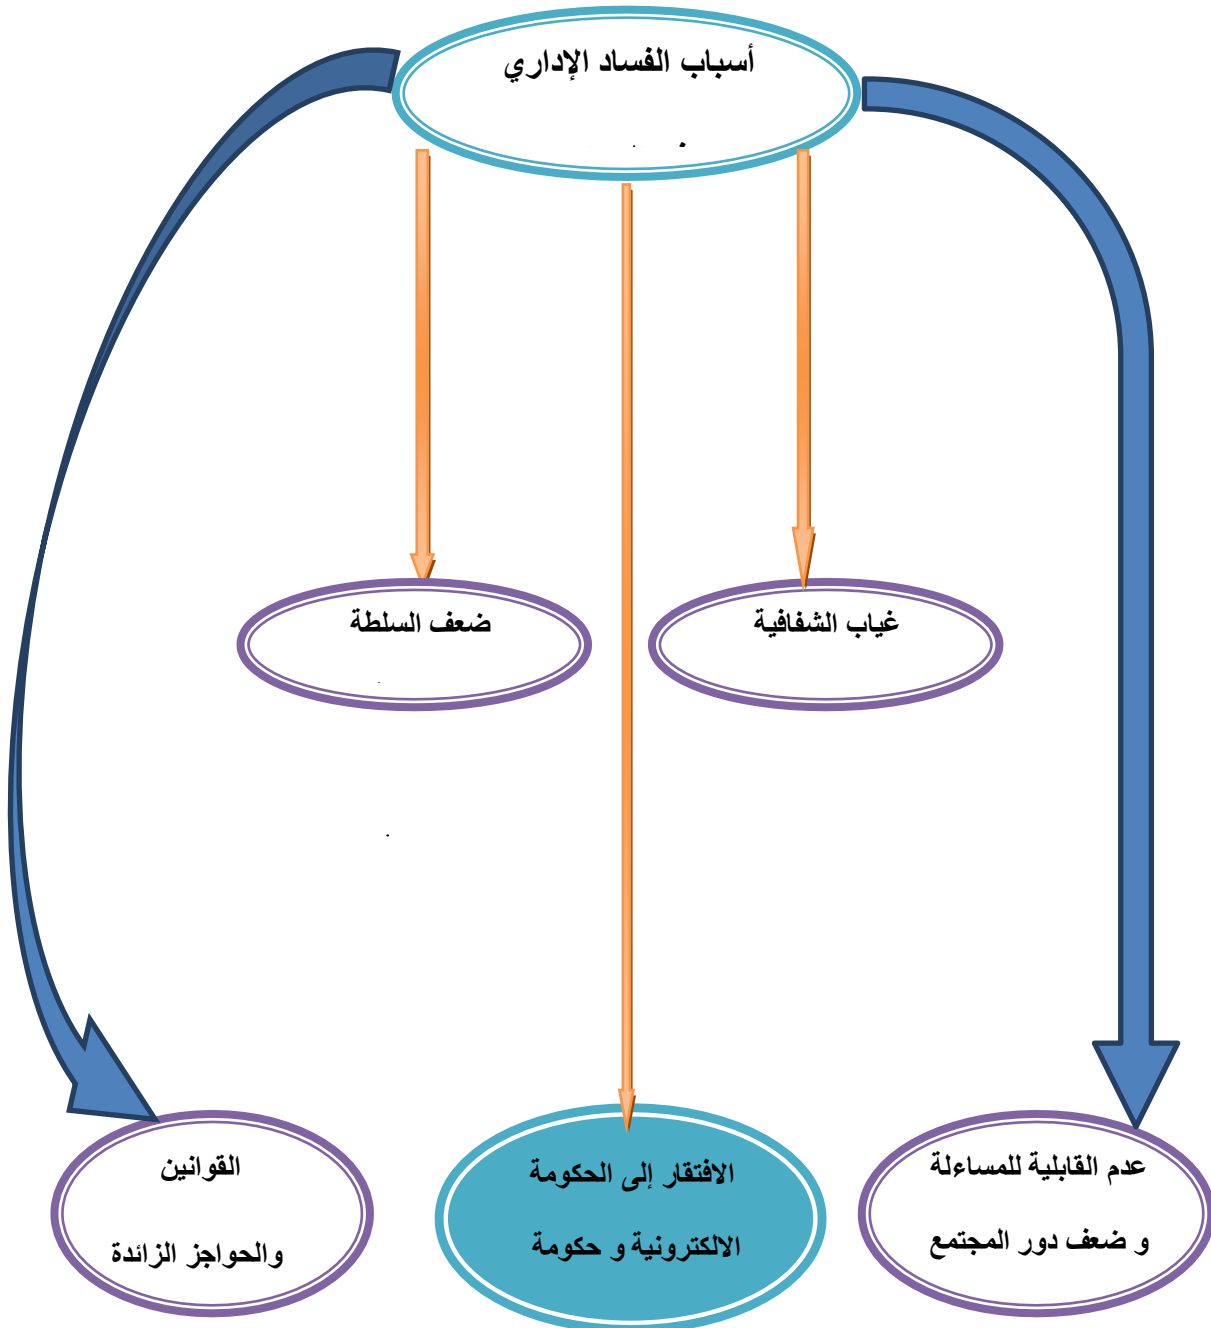 أسباب الفساد الإداري
غياب الشفافية
ضعف السلطة
عدم القابلية للمساءلة
و ضعف دور المجتمع
الافتقار إلى الحكومة
الالكترونية و حكومة
القوانين
والحواجز الزائدة